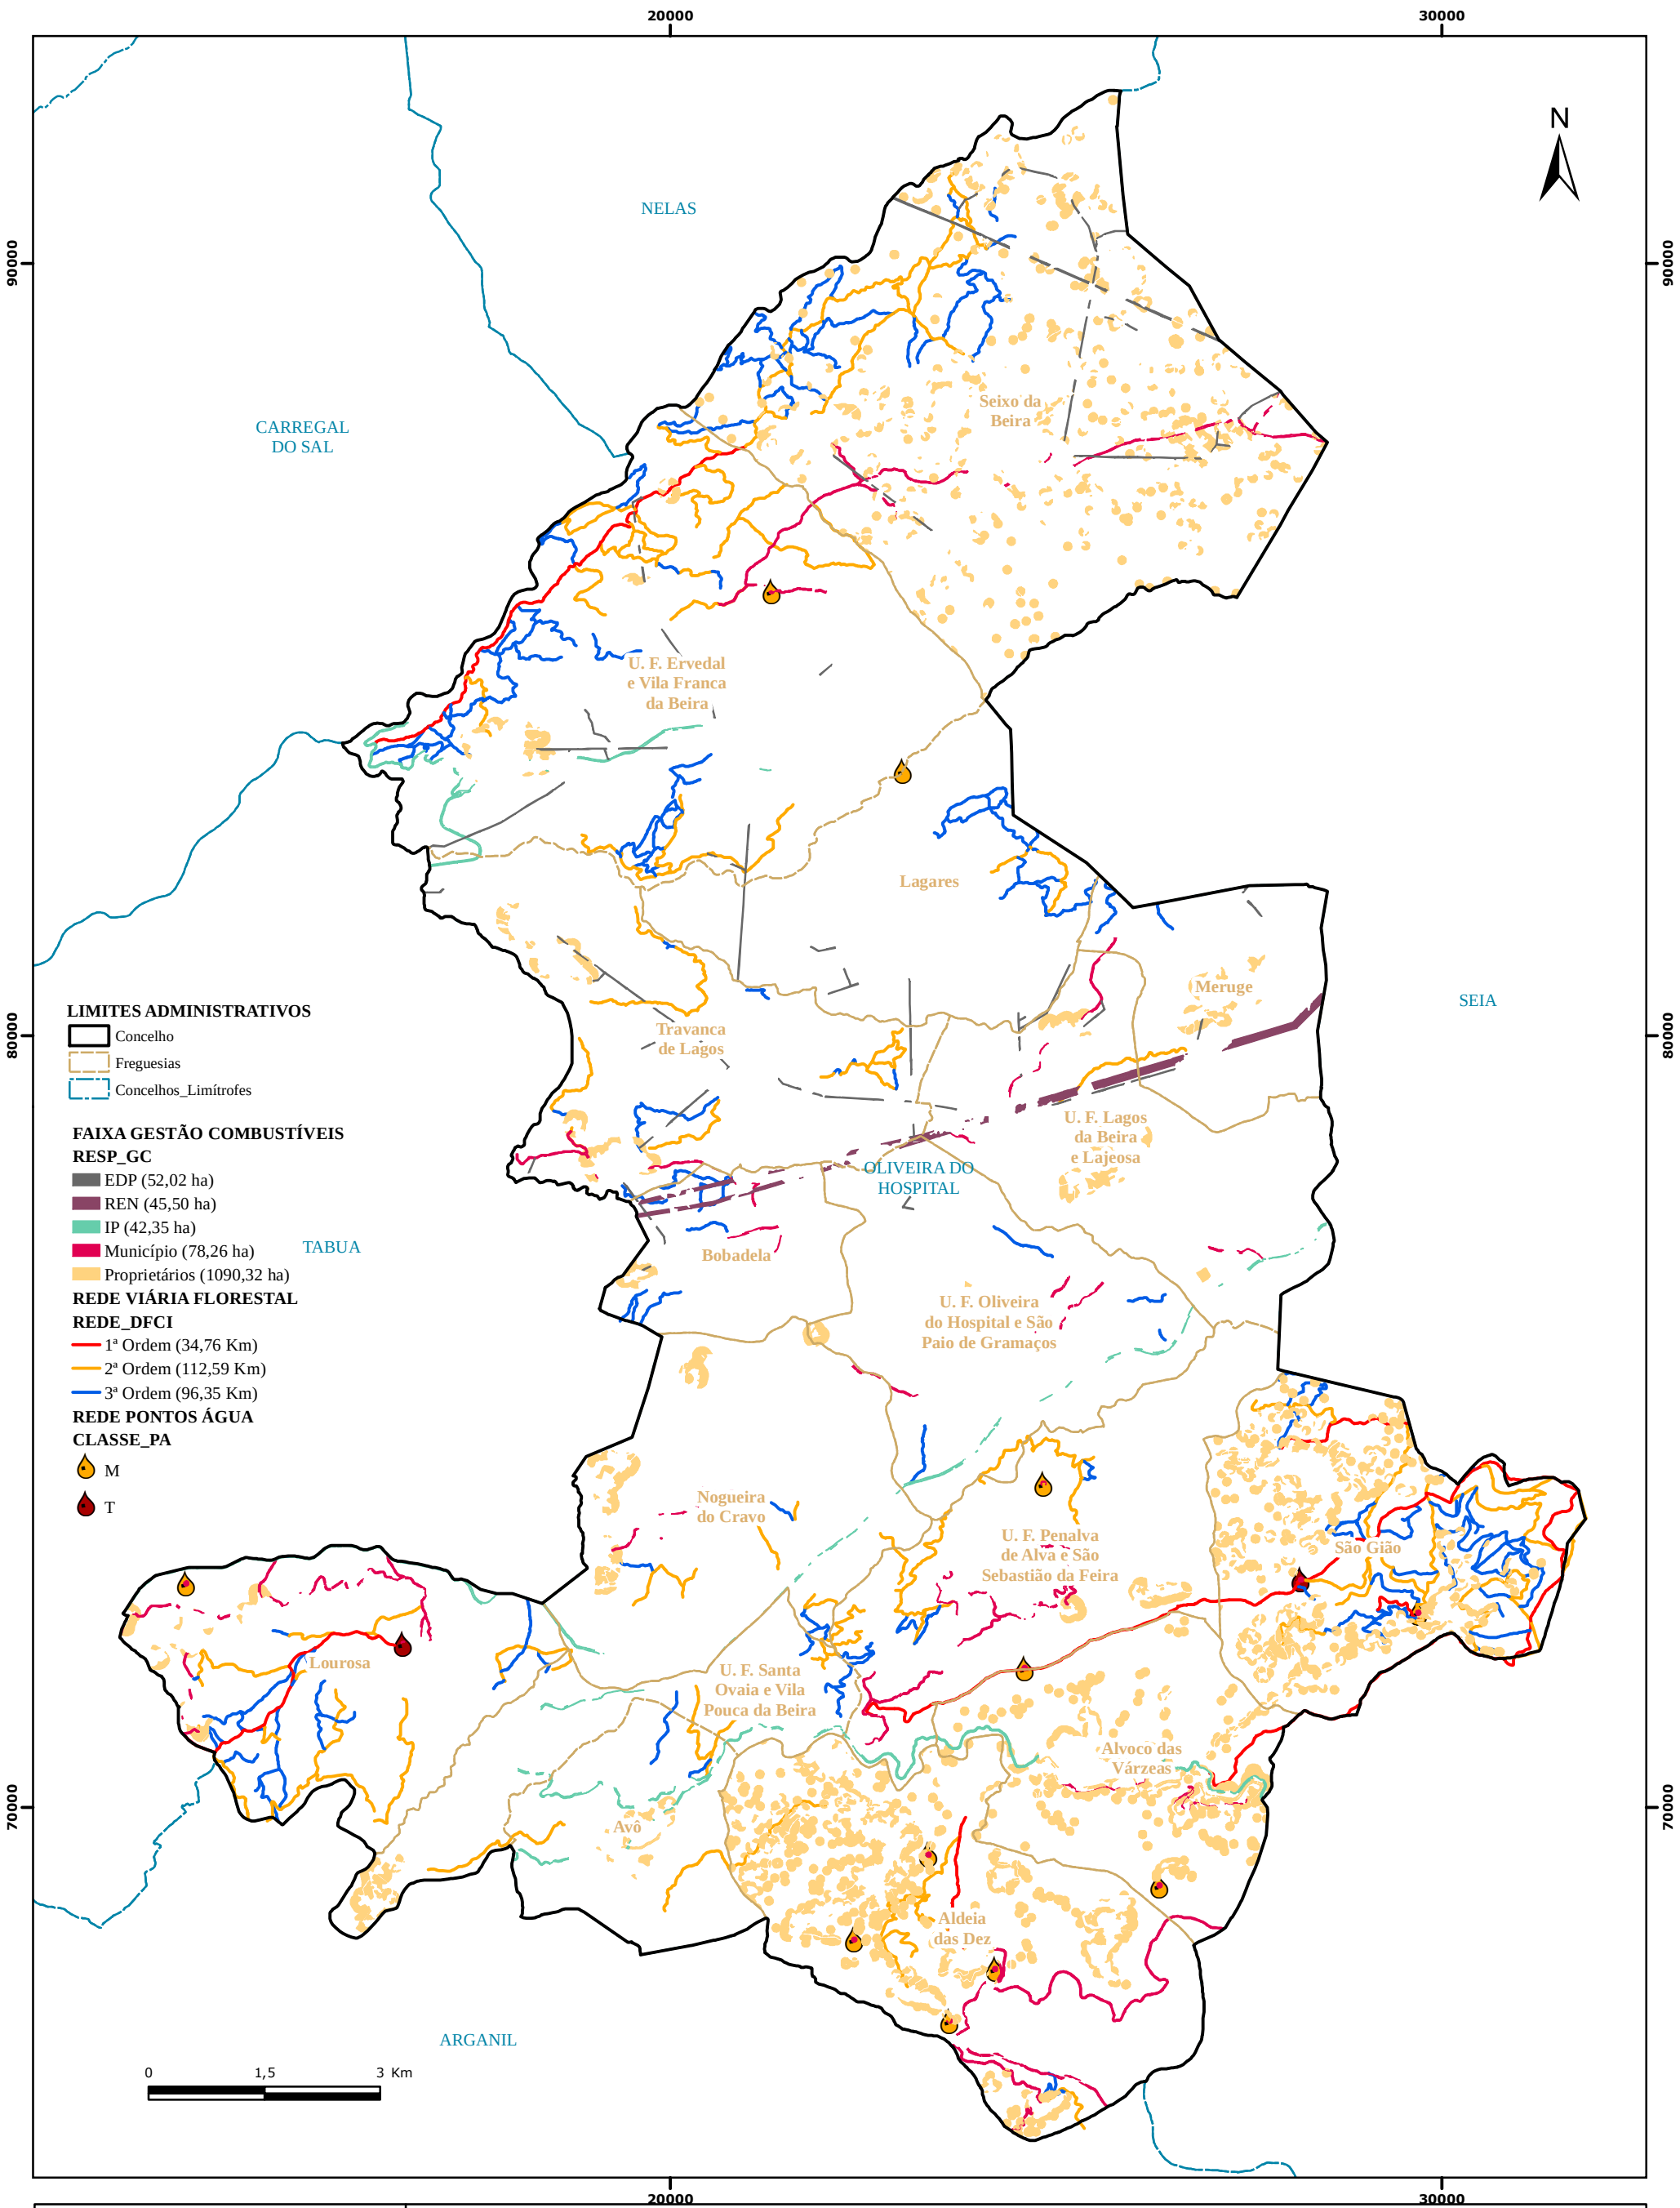 20000
30000
N
NELAS
90000
90000
Seixo da
Beira
CARREGAL
DO SAL
U. F. Ervedal
e Vila Franca
da Beira
Lagares
Meruge
SEIA
LIMITES ADMINISTRATIVOS
Concelho
Freguesias
Concelhos_Limítrofes
80000
80000
Travanca
de Lagos
U. F. Lagos
da Beira
e Lajeosa
FAIXA GESTÃO COMBUSTÍVEIS
RESP_GC
EDP (52,02 ha)
REN (45,50 ha)
IP (42,35 ha)
Município (78,26 ha)
Proprietários (1090,32 ha)
REDE VIÁRIA FLORESTAL
REDE_DFCI
1ª Ordem (34,76 Km)
2ª Ordem (112,59 Km)
3ª Ordem (96,35 Km)
REDE PONTOS ÁGUA
CLASSE_PA
M
T
TABUA
OLIVEIRA DO
HOSPITAL
Bobadela
U. F. Oliveira
do Hospital e São
Paio de Gramaços
Nogueira
do Cravo
U. F. Penalva
de Alva e São
Sebastião da Feira
São Gião
Lourosa
U. F. Santa
Ovaia e Vila
Pouca da Beira
Alvoco das
Várzeas
70000
70000
Avô
Aldeia
das Dez
ARGANIL
0 1,5 3 Km
20000
30000